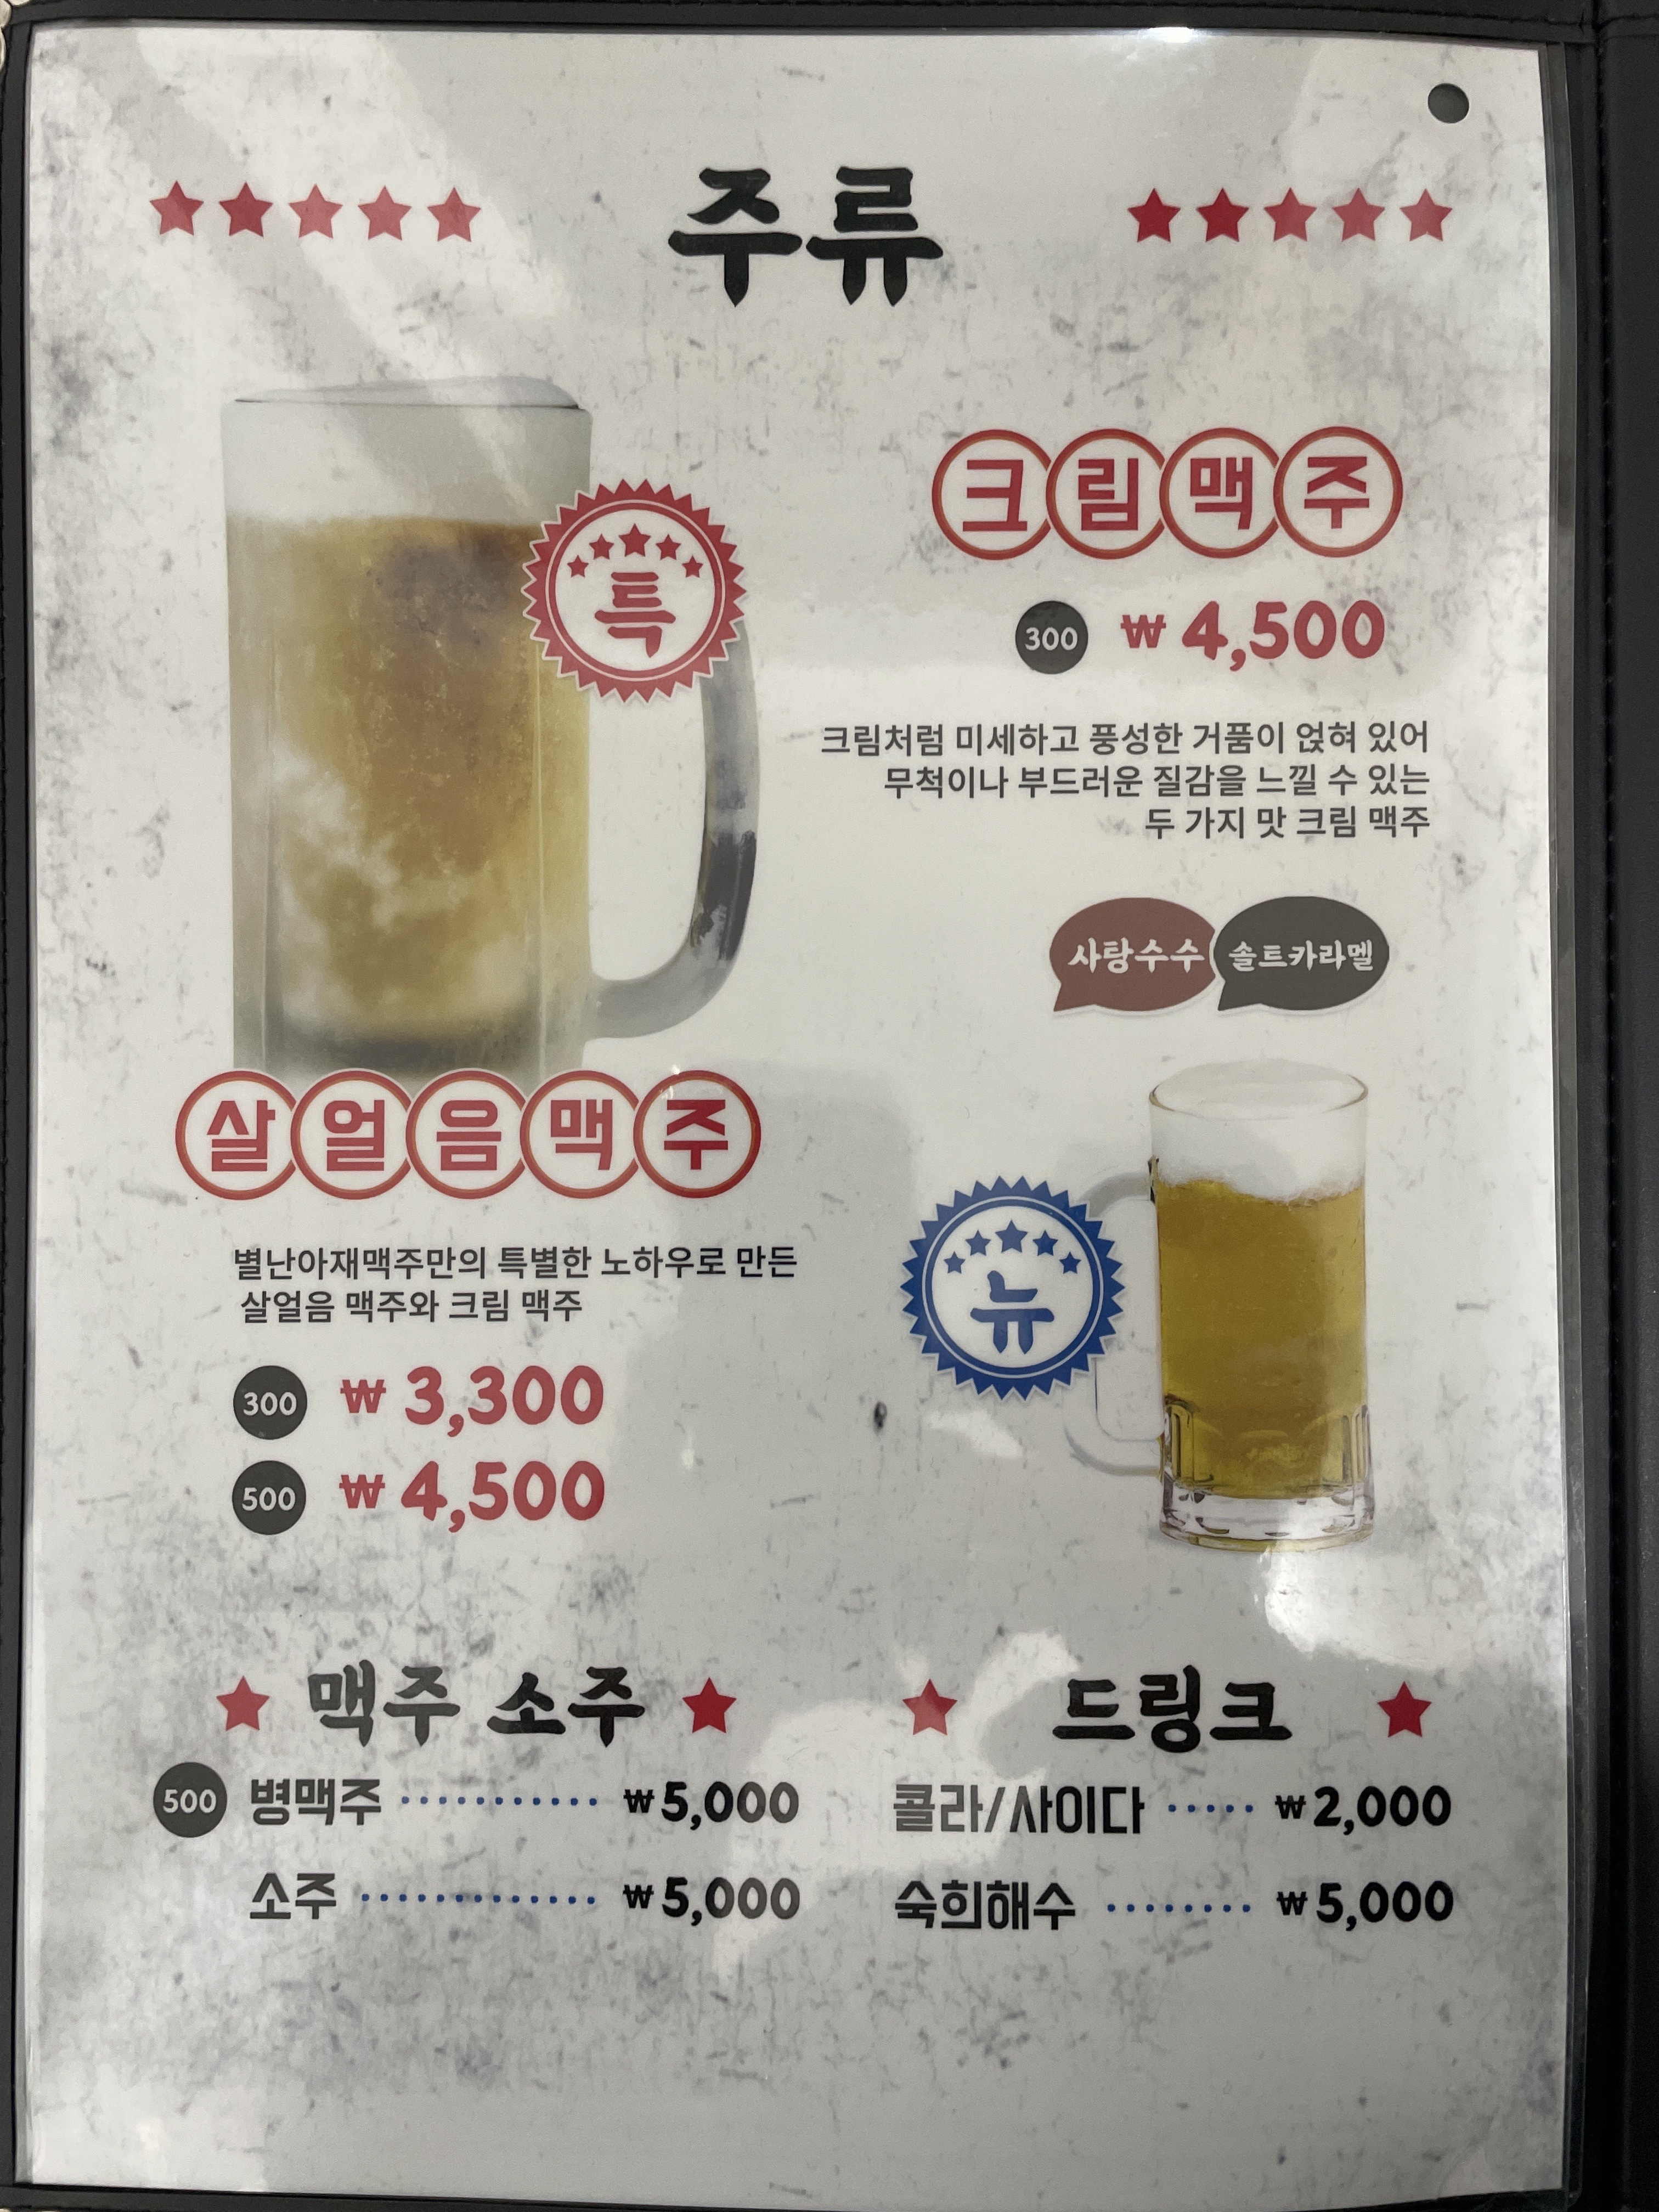 주류
특
살얼음맥주
별난아재맥주만의 특별한 노하우로 만든
살얼음 맥주와 크림 맥주
300 ₩ 3,300
500 ₩ 4,500
크림맥주
300 ₩ 4,500
크림처럼 미세하고 풍성한 거품이 얹혀 있어
무척이나 부드러운 질감을 느낄 수 있는
두 가지 맛 크림 맥주
사탕수수 솔트카라멜
뉴
맥주 소주
500 병맥주 ············ ₩5,000
소주 ·············· ₩5,000
드링크
콜라/사이다 ····· ₩2,000
숙희해수 ········ ₩5,000